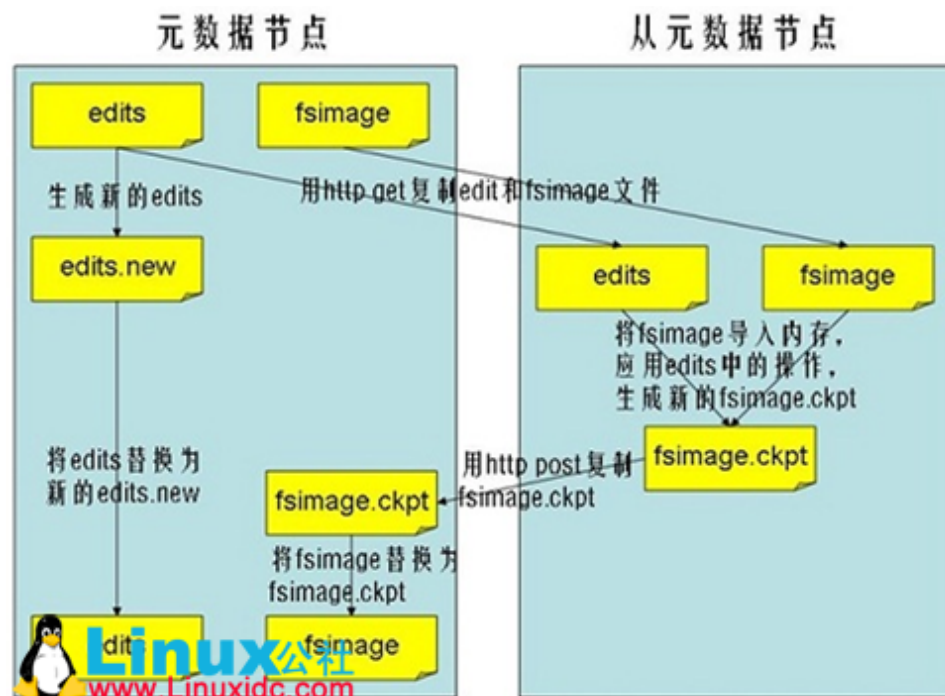 元数据节点
从元数据节点
edits
fsimage
生成新的edits
用http get复制edit和fsimage文件
edits.new
edits
fsimage
将fsimage导入内存，
应用edits中的操作，
生成新的fsimage.ckpt
将edits替换为
新的edits.new
用http post复制
fsimage.ckpt
fsimage.ckpt
fsimage.ckpt
将fsimage替换为
fsimage.ckpt
fsimage
Linux公社
www.Linuxidc.com